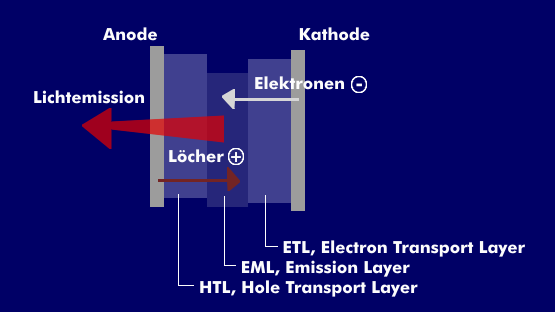 Anode
Kathode
Elektronen -
Lichtemission
Löcher +
ETL, Electron Transport Layer
EML, Emission Layer
HTL, Hole Transport Layer